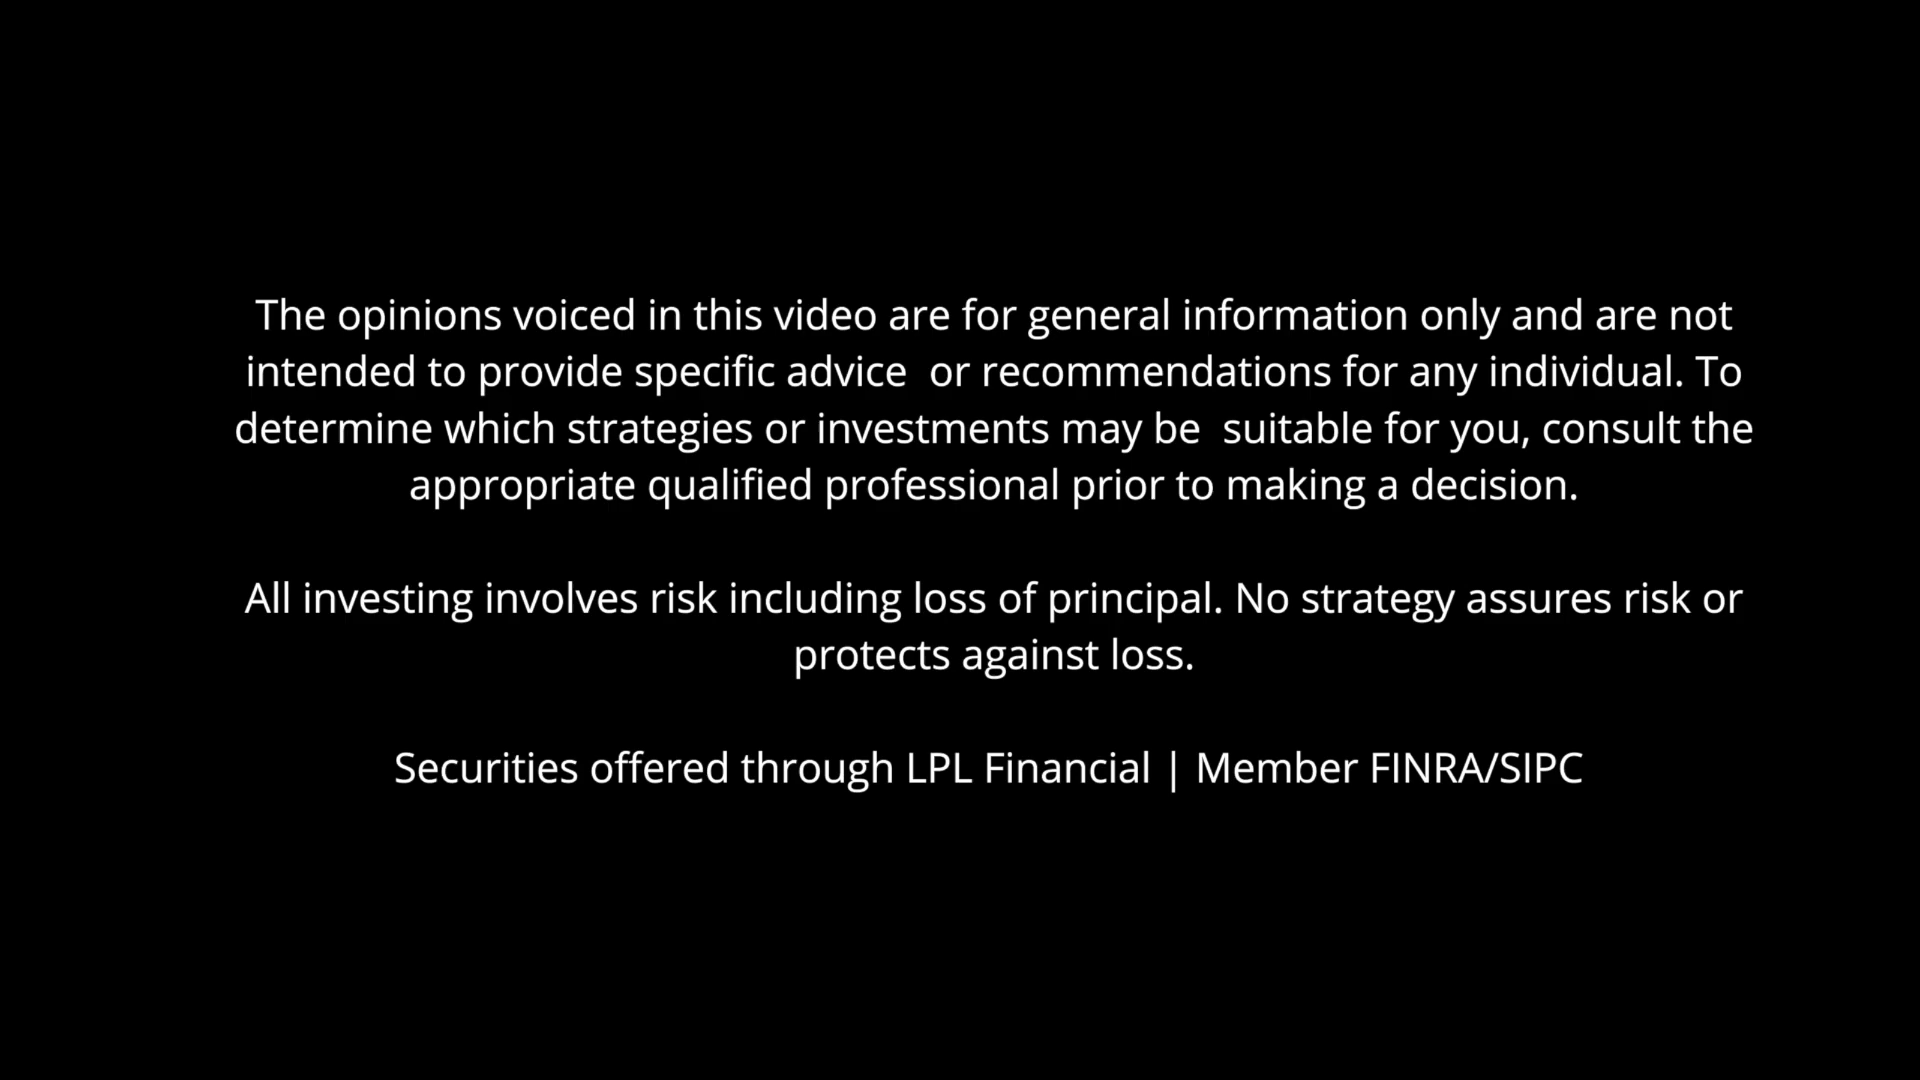 The opinions voiced in this video are for general information only and are not
intended to provide specific advice  or recommendations for any individual. To
determine which strategies or investments may be  suitable for you, consult the
appropriate qualified professional prior to making a decision.
All investing involves risk including loss of principal. No strategy assures risk or
protects against loss.
Securities offered through LPL Financial | Member FINRA/SIPC